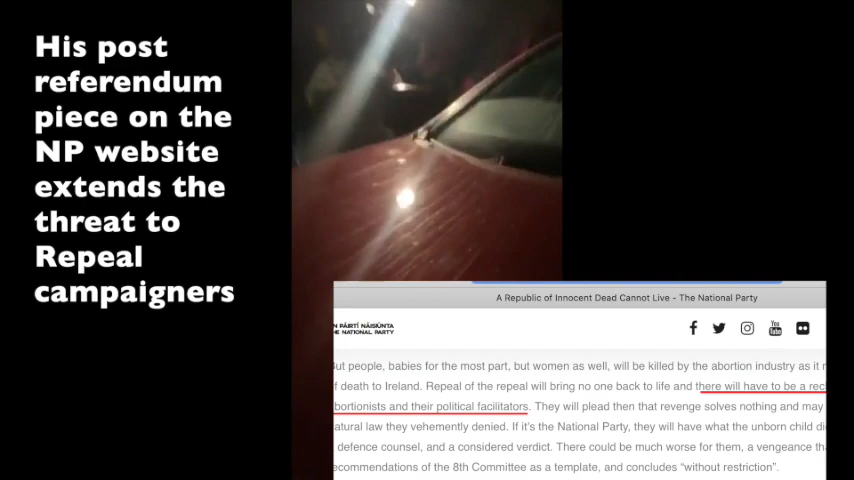 His post
referendum
piece on the
NP website
extends the
threat to
Repeal
campaigners
A Republic of Innocent Dead Cannot Live - The National Party
N PÁIRTÍ NÁISIÚNTA
HE NATIONAL PARTY
You
Tube
But people, babies for the most part, but women as well, will be killed by the abortion industry as it
f death to Ireland. Repeal of the repeal will bring no one back to life and there will have to be a rec
bortionists and their political facilitators. They will plead then that revenge solves nothing and may
atural law they vehemently denied. If it's the National Party, they will have what the unborn child di
defence counsel, and a considered verdict. There could be much worse for them, a vengeance tha
ecommendations of the 8th Committee as a template, and concludes “without restriction”.